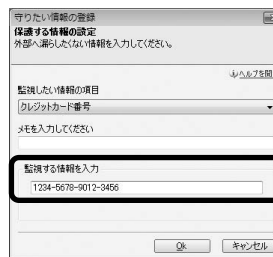 守りたい情報の登録
保護する情報の設定
外部へ漏らしたくない情報を入力してください。
ヘルプを開
監視したい情報の項目
クレジットカード番号
メモを入力してください
監視する情報を入力
1234-5678-9012-3456
Ok
キャンセル